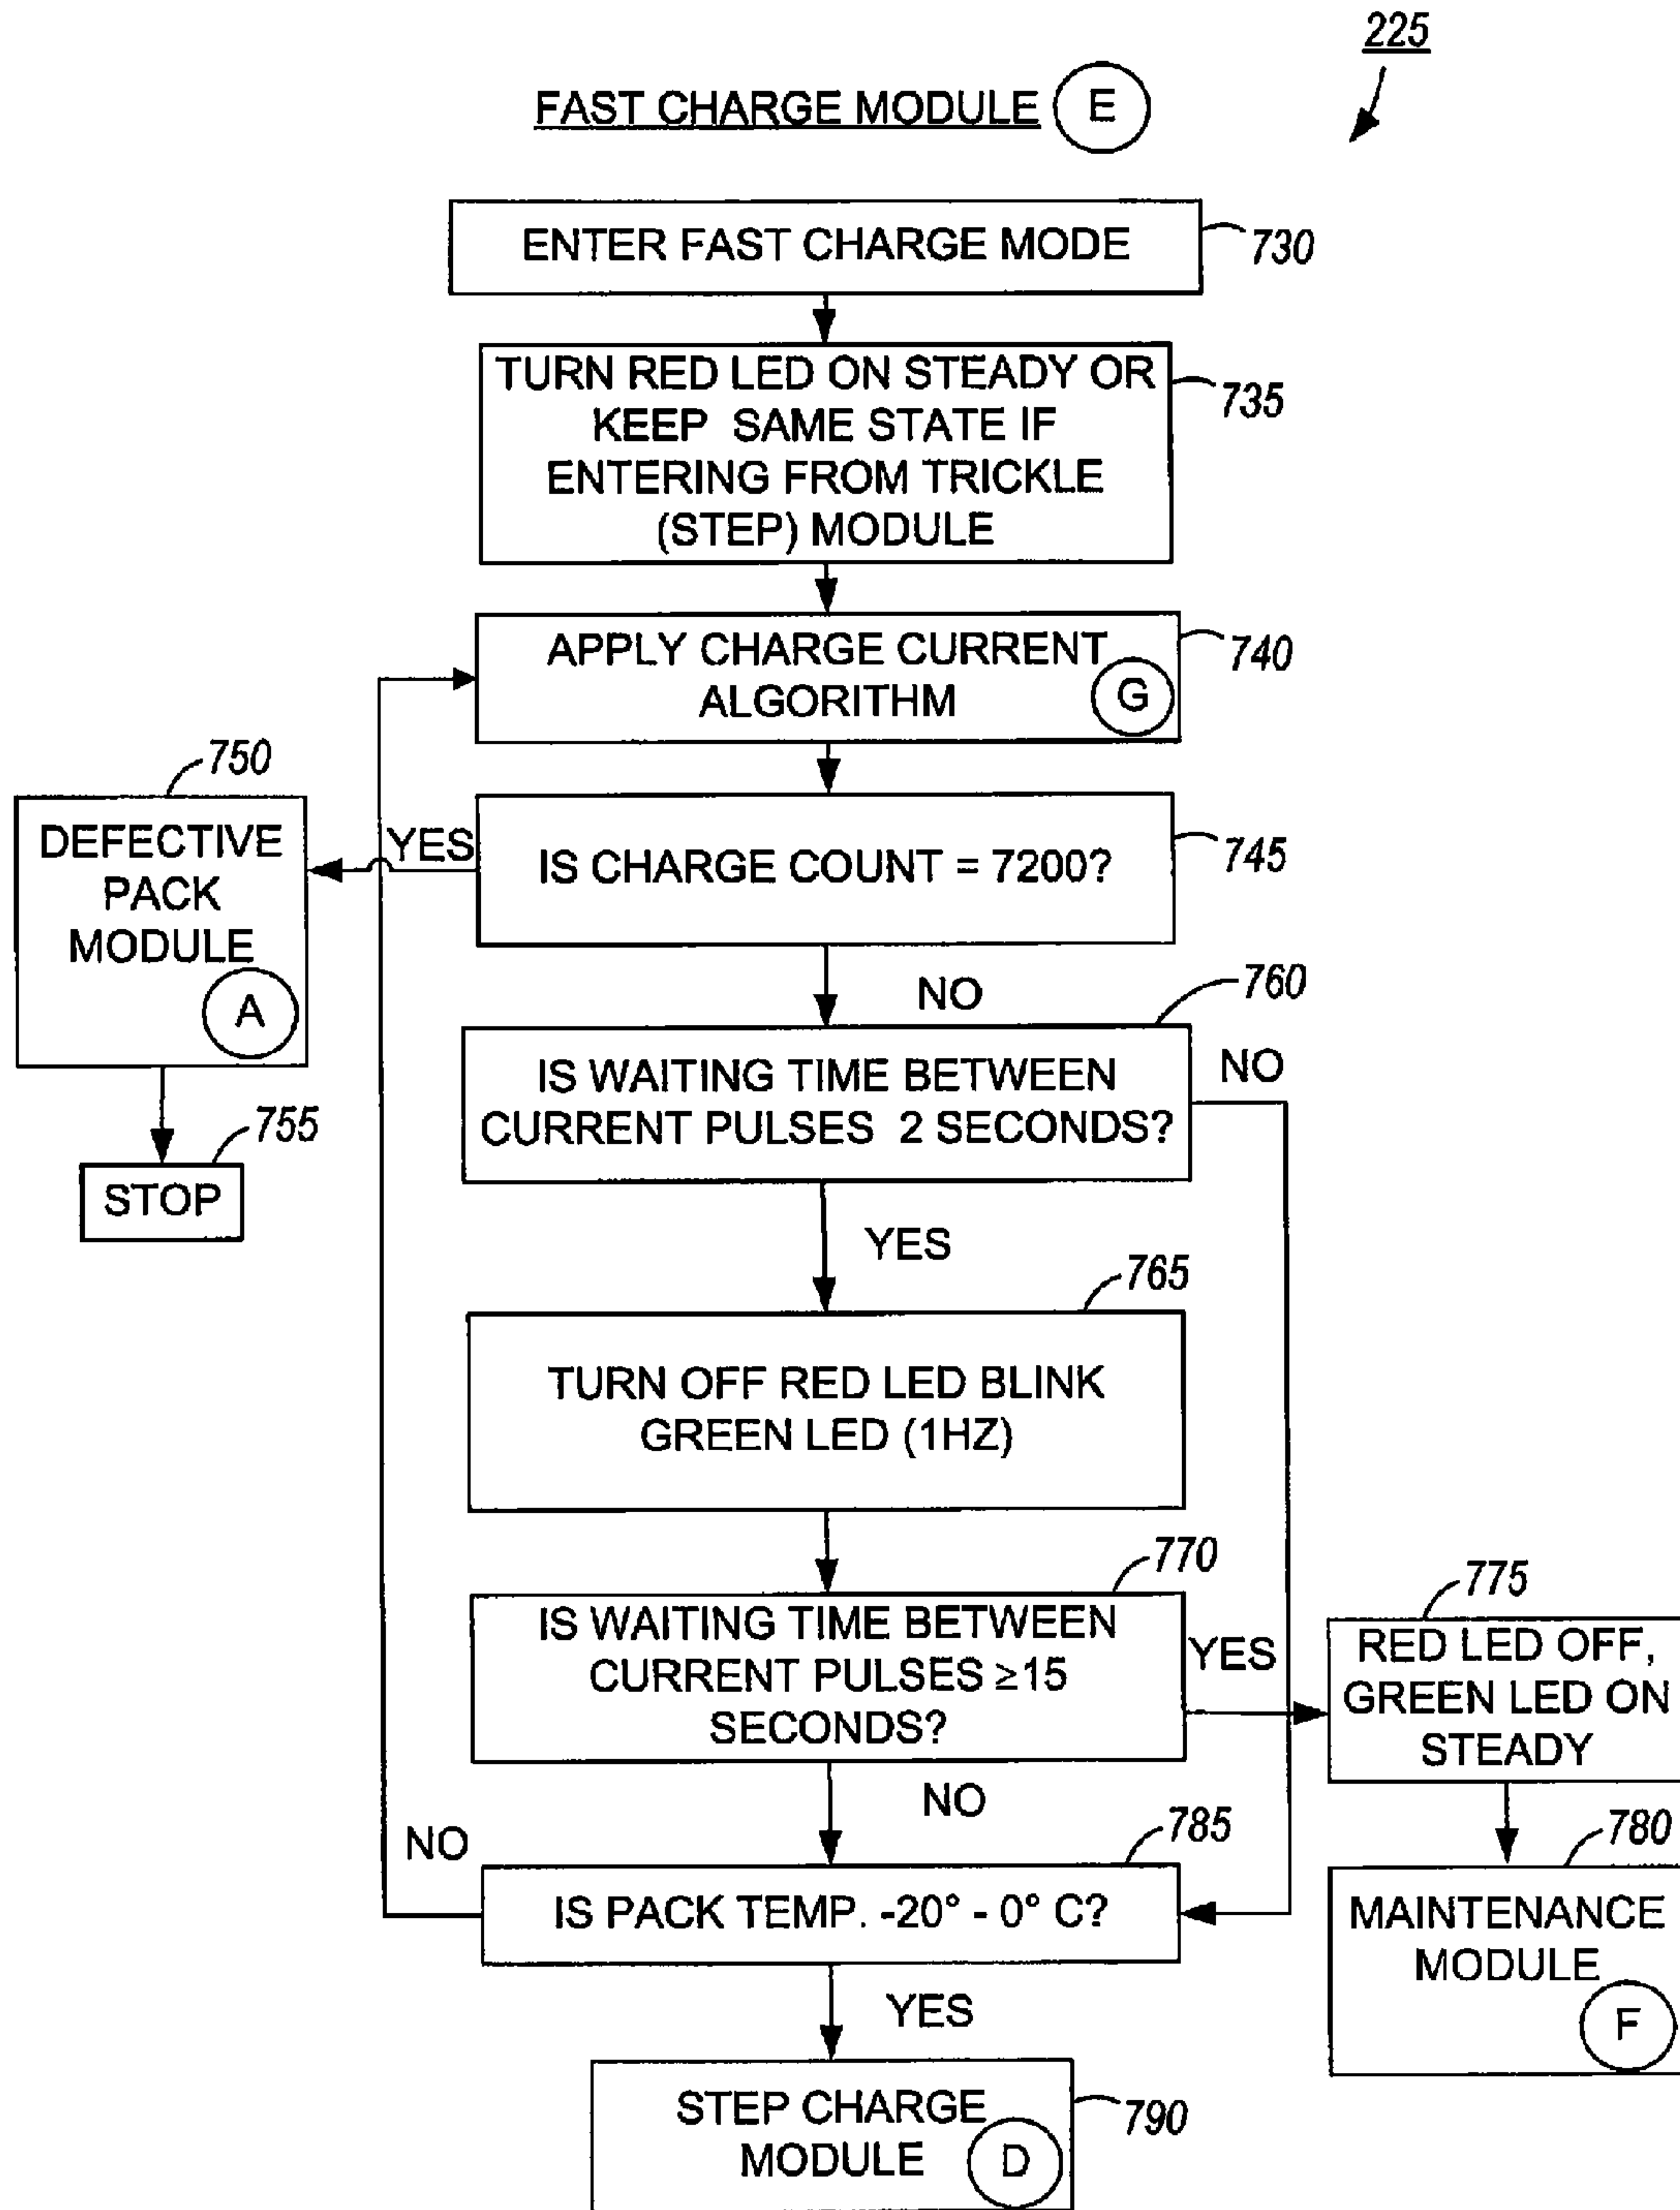 225
FAST CHARGE MODULE E
ENTER FAST CHARGE MODE
730
TURN RED LED ON STEADY OR
KEEP SAME STATE IF
ENTERING FROM TRICKLE
(STEP) MODULE
735
APPLY CHARGE CURRENT
ALGORITHM
G
740
750
DEFECTIVE
PACK
MODULE
A
YES
IS CHARGE COUNT = 7200?
745
NO
755
STOP
760
IS WAITING TIME BETWEEN
CURRENT PULSES 2 SECONDS?
NO
YES
765
TURN OFF RED LED BLINK
GREEN LED (1HZ)
770
IS WAITING TIME BETWEEN
CURRENT PULSES ≥15
SECONDS?
YES
775
RED LED OFF,
GREEN LED ON
STEADY
NO
NO
785
IS PACK TEMP. -20° - 0° C?
780
MAINTENANCE
MODULE
F
YES
STEP CHARGE
MODULE
D
790